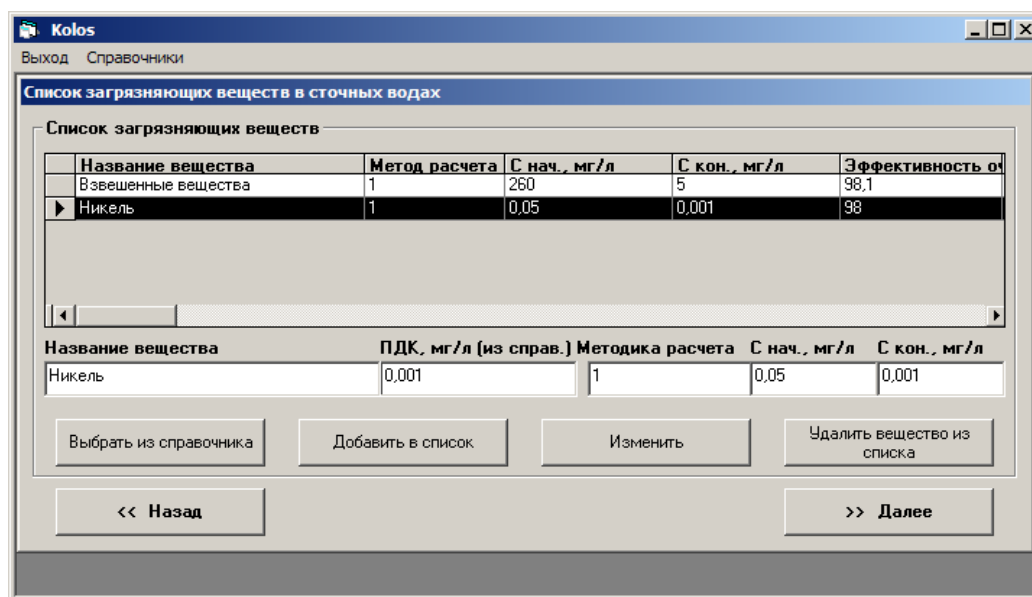 Kolos
Выход Справочники
Список загрязняющих веществ в сточных водах
Список загрязняющих веществ
Название вещества Метод расчета С нач., мг/л С кон., мг/л Эффективность оч
Взвешенные вещества 1 260 5 98,1
Никель 1 0,05 0,001 98
Название вещества ПДК, мг/л (из справ.) Методика расчета С нач., мг/л С кон., мг/л
Никель 0,001 1 0,05 0,001
Выбрать из справочника Добавить в список Изменить Удалить вещество из
списка
<< Назад >> Далее